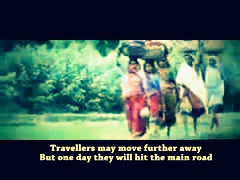 Travellers may move further away
But one day they will hit the main road